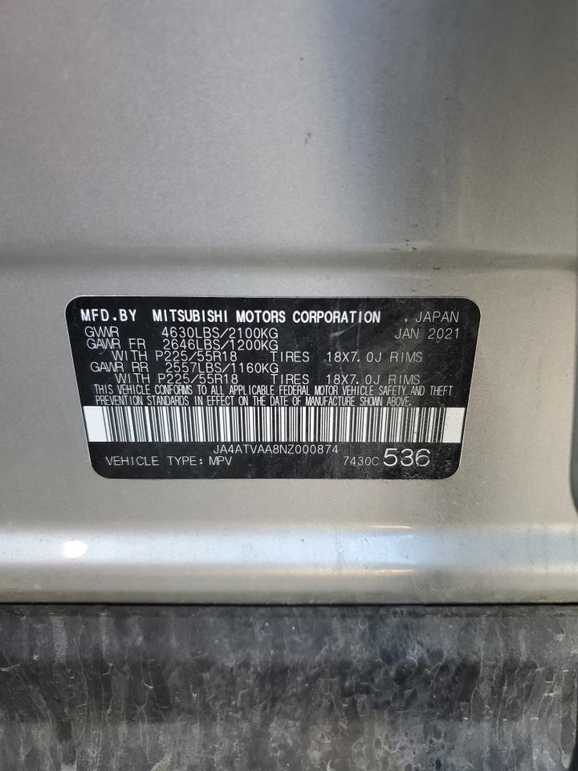 MFD.BY MITSUBISHI MOTORS CORPORATION , JAPAN
GVWR 4630LBS/2100KG JAN 2021
GAWR FR 2646LBS/1200KG
WITH P225/55R18 TIRES 18X7.0J RIMS
GAWR RR 2557LBS/1160KG
WITH P225/55R18 TIRES 18X7.0J RIMS
THIS VEHICLE CONFORMS TO ALL APPLICABLE FEDERAL MOTOR VEHICLE SAFETY, AND
THEFT PREVENTION STANDARDS IN EFFECT ON THE DATE OF MANUFACTURE SHOWN ABOVE.
JA4ATVAA8NZ000874
VEHICLE TYPE: MPV 7430C 536